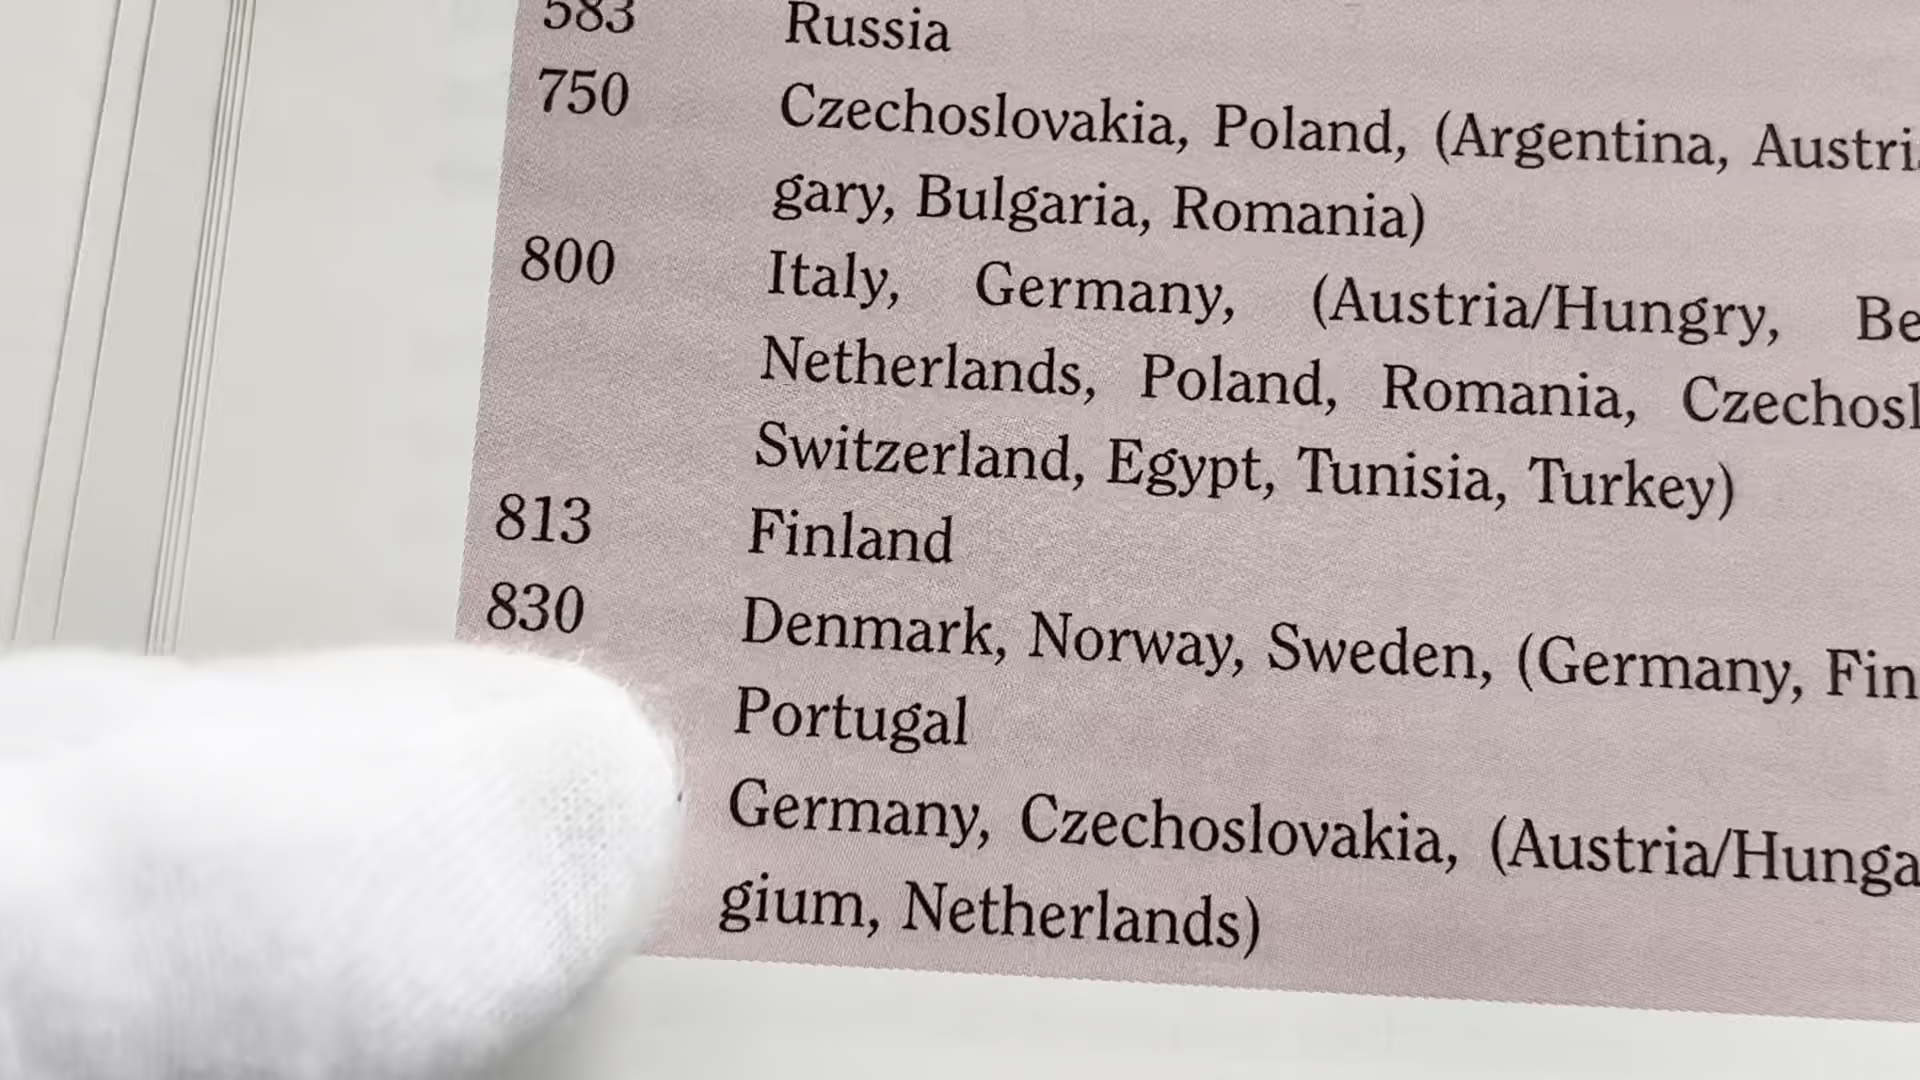 583 Russia
750 Czechoslovakia, Poland, (Argentina,
gary, Bulgaria, Romania)
800 Italy, Germany, (Austria/Hungry,
Netherlands, Poland, Romania,
Switzerland, Egypt, Tunisia, Turkey)
813 Finland
830 Denmark, Norway, Sweden, (Germany,
Portugal
Germany, Czechoslovakia,
gium, Netherlands)